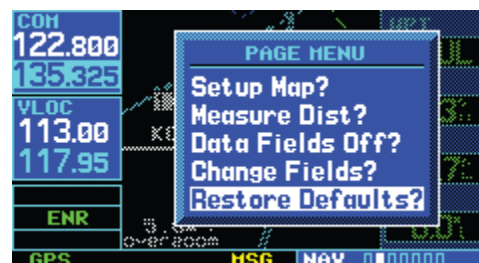 COM
122.800
135.325
VLOC
113.00
117.95
ENR
GPS
PAGE MENU
Setup Map?
Measure Dist?
Data Fields Off?
Change Fields?
Restore Defaults?
overzoom
MSG
NAV